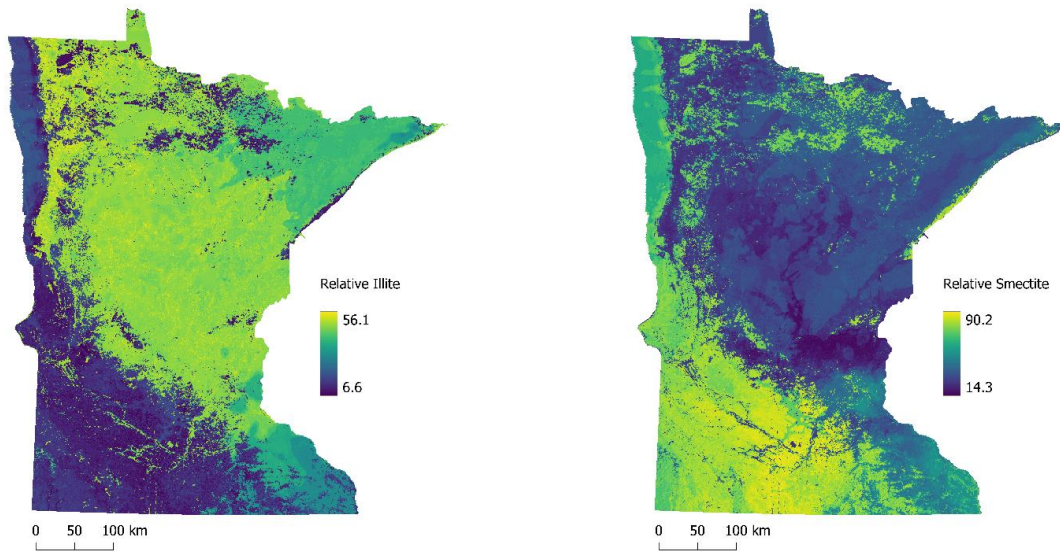 Relative Illite
56.1
6.6
0 50 100 km
Relative Smectite
90.2
14.3
0 50 100 km